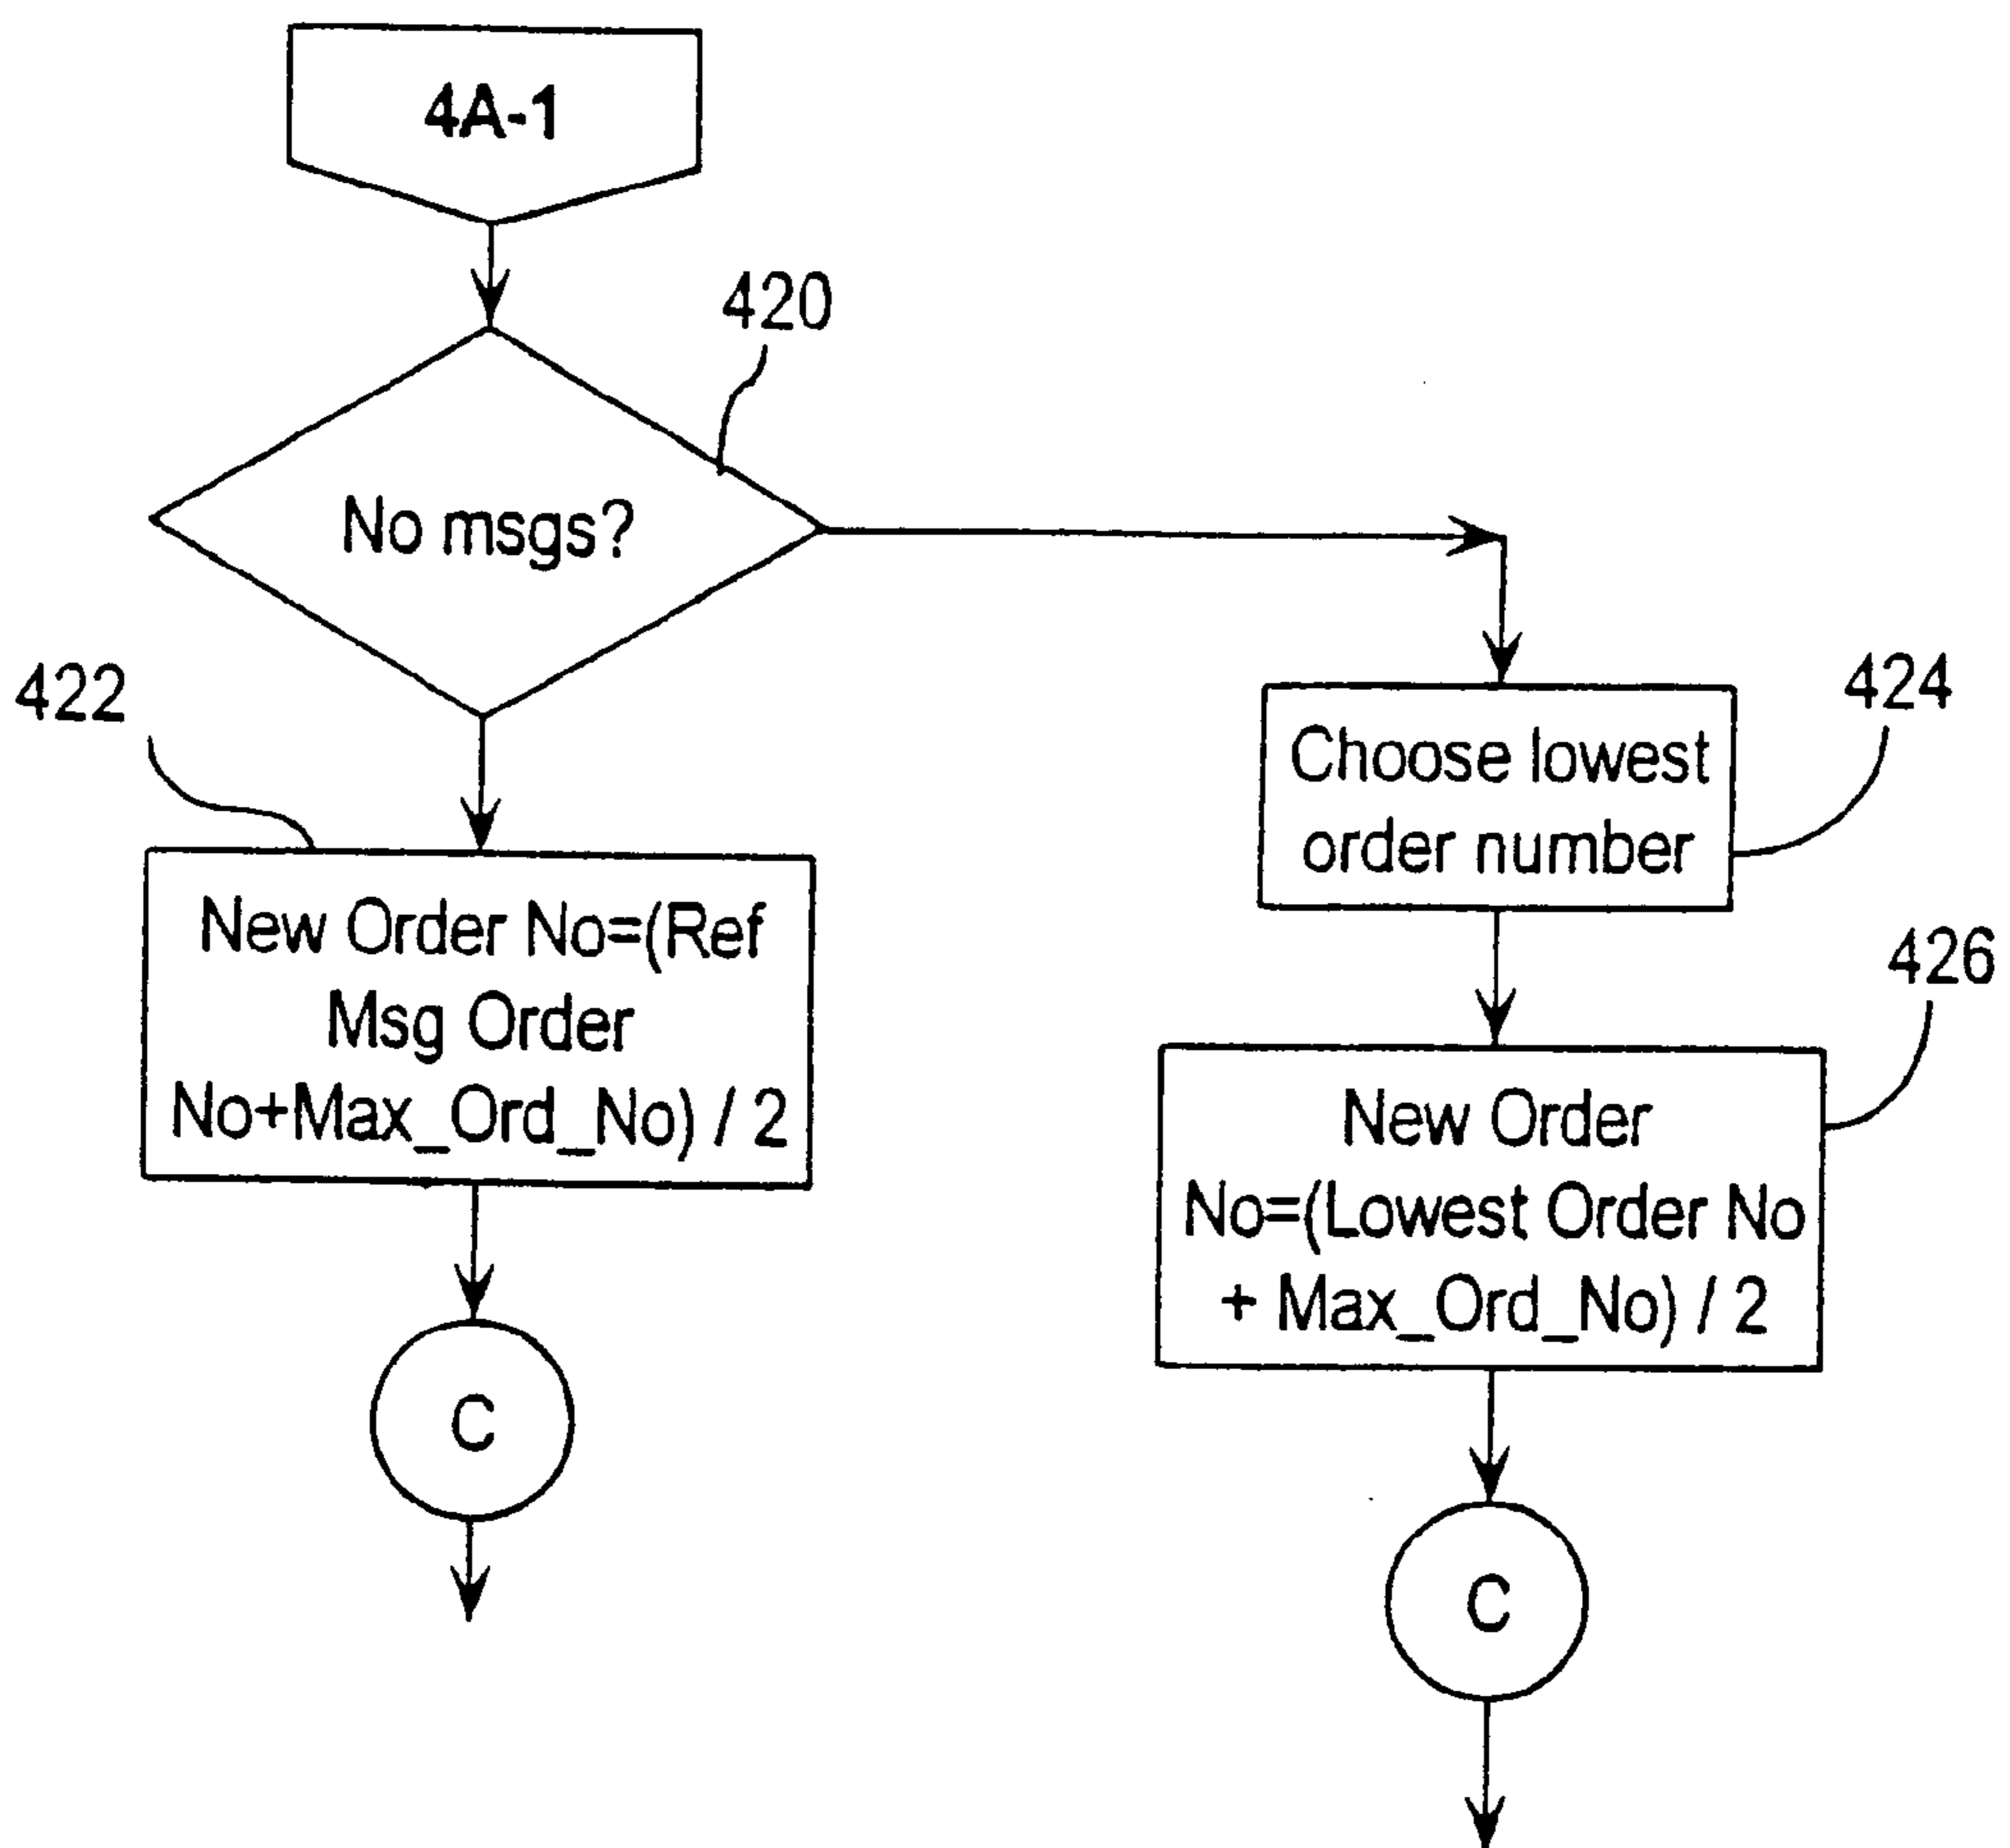 4A-1
420
No msgs?
422
New Order No=(Ref
Msg Order
No+Max_Ord_No) / 2
C
424
Choose lowest
order number
426
New Order
No=(Lowest Order No
+ Max_Ord_No) / 2
C